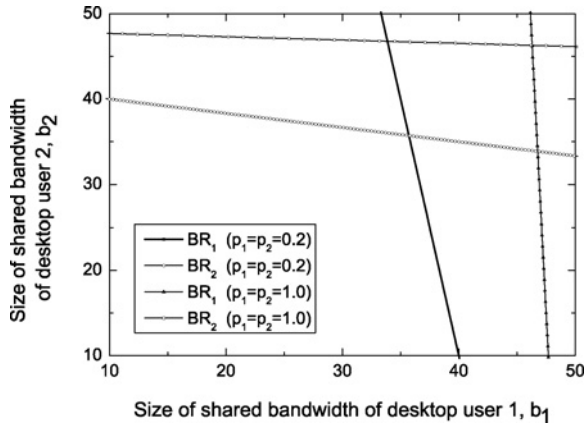 50
40
30
20
10
10
20
30
40
50
Size of shared bandwidth
of desktop user 2, b₂
BR₁ (p₁=p₂=0.2)
BR₂ (p₁=p₂=0.2)
BR₁ (p₁=p₂=1.0)
BR₂ (p₁=p₂=1.0)
Size of shared bandwidth of desktop user 1, b₁